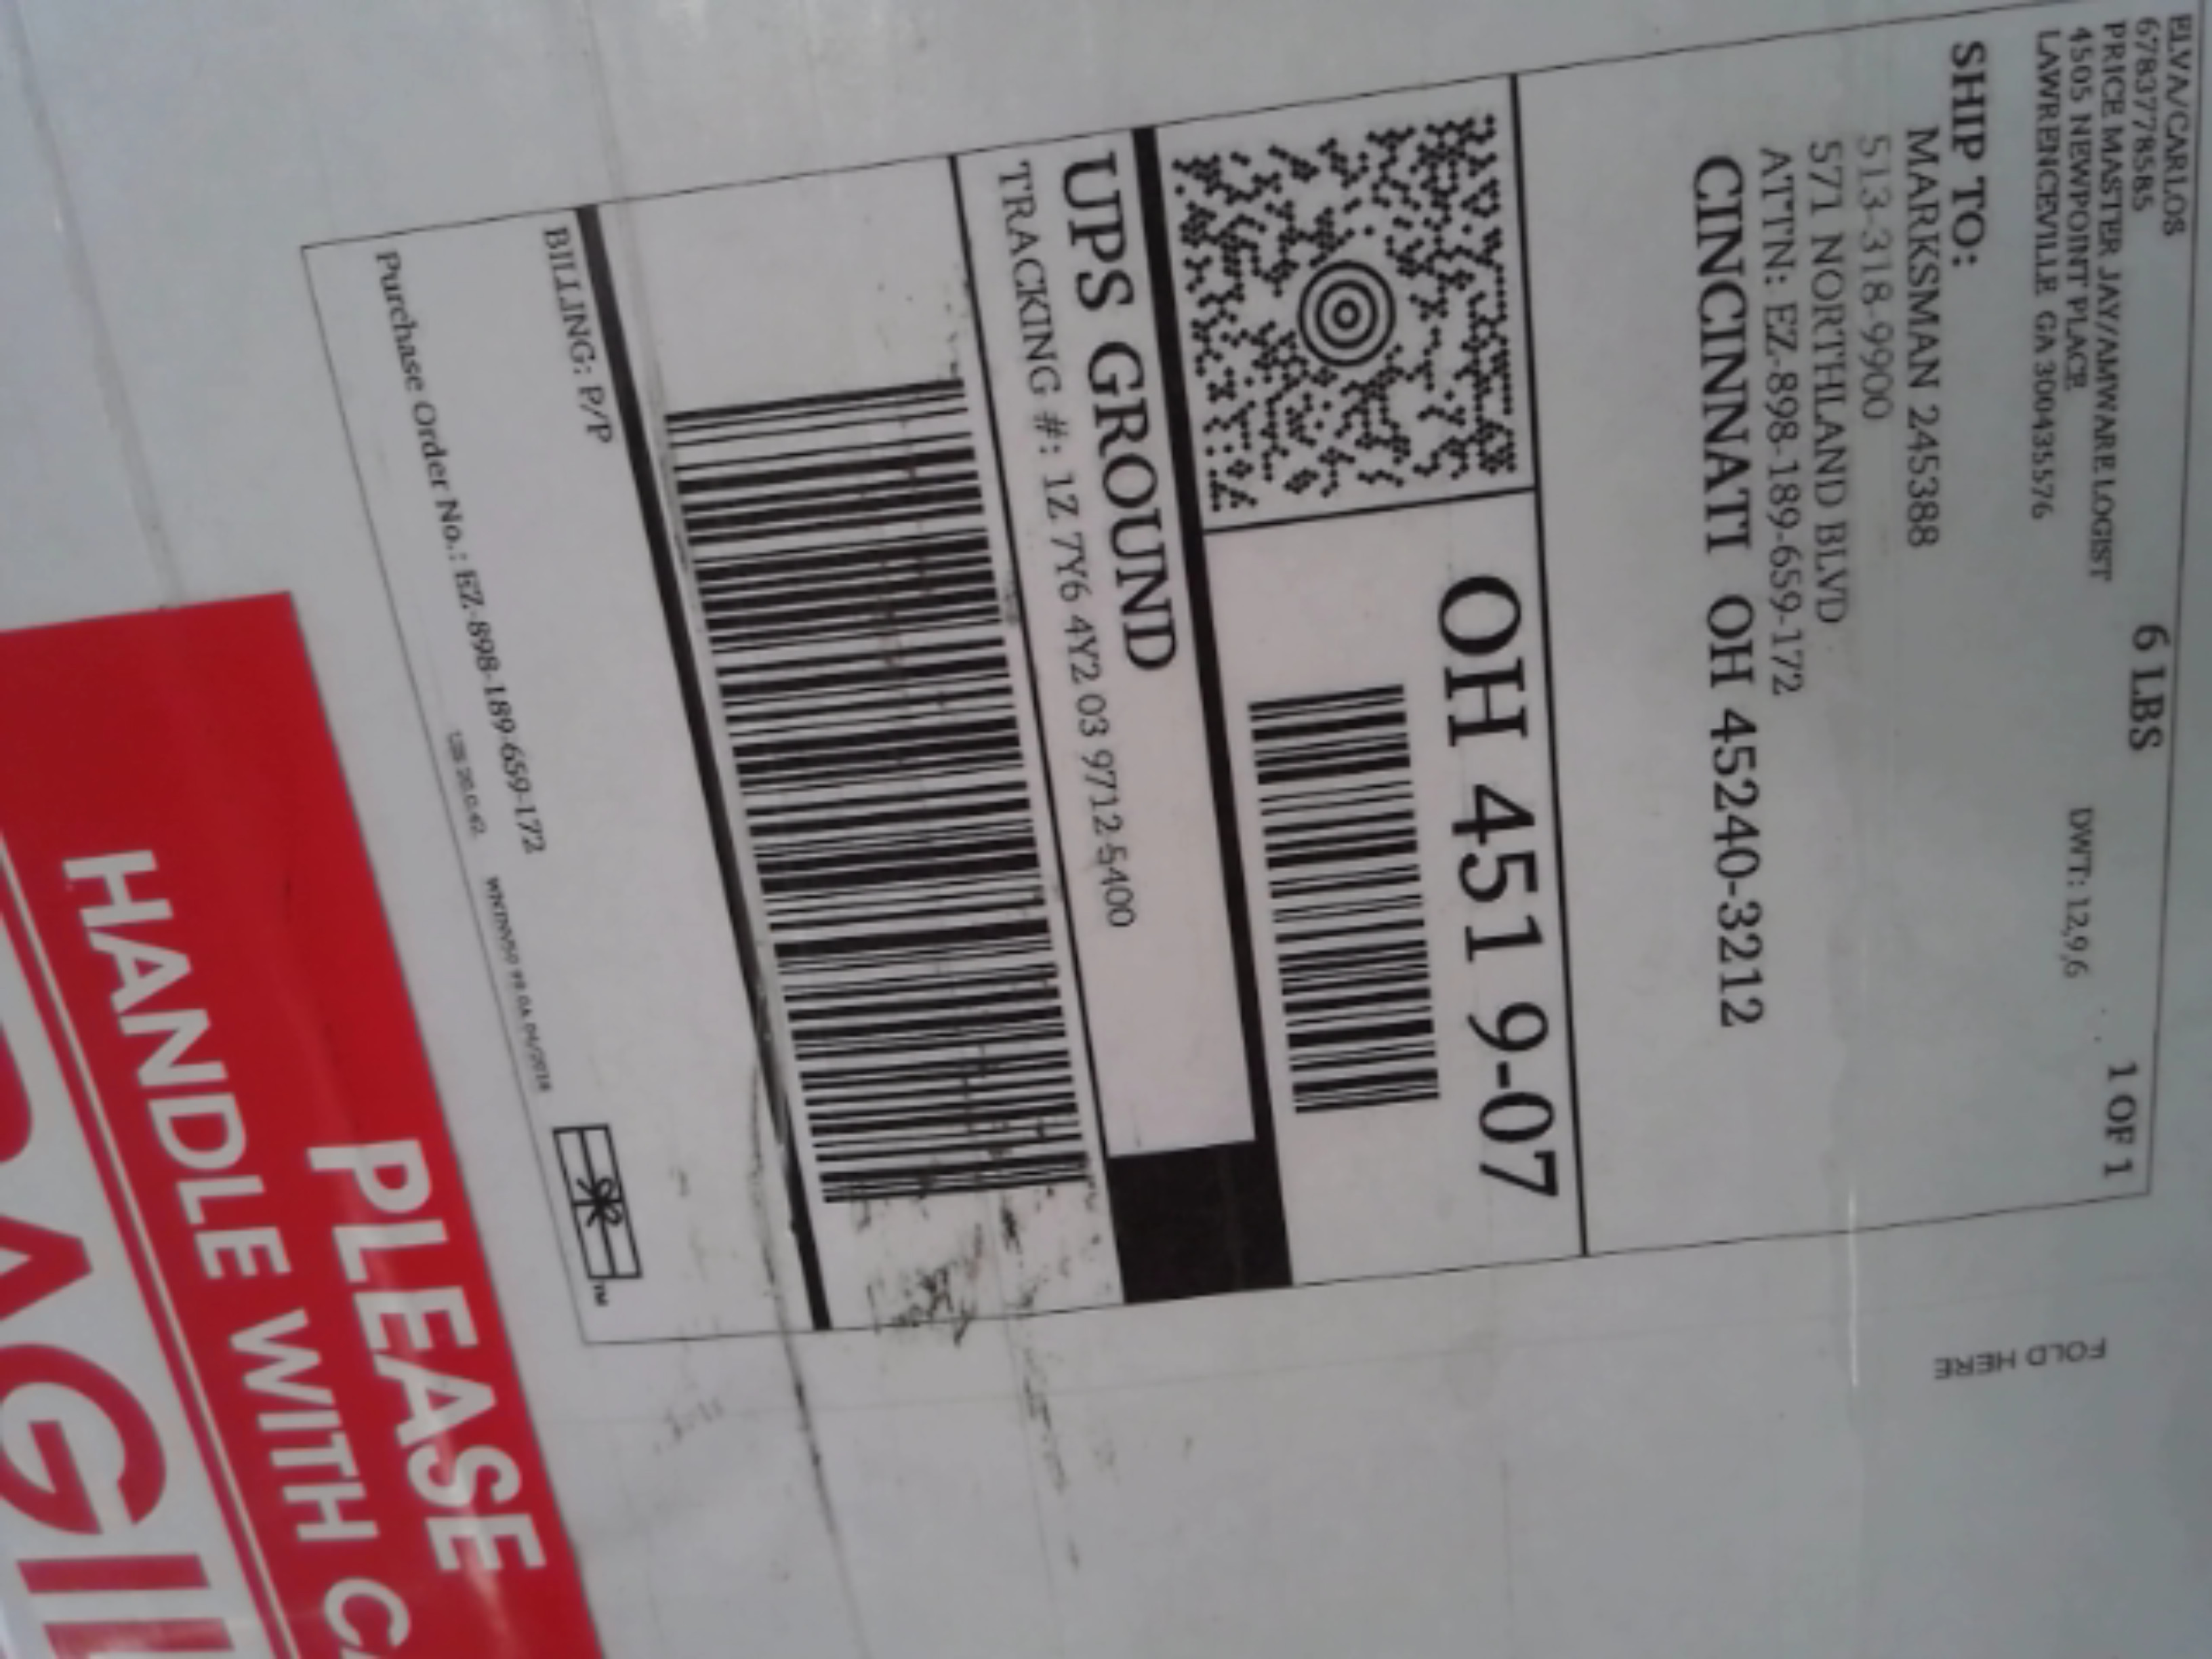 ELVA/CARLOS
6783778585
PRICE MASTER JAY/AMWARE LOGIST
4505 NEWPOINT PLACE
LAWRENCEVILLE GA 300435576
6 LBS
1 OF 1
DWT: 12,9,6
SHIP TO:
MARKSMAN 245388
513-318-9900
571 NORTHLAND BLVD
ATTN: EZ-898-189-659-172
CINCINNATI OH 45240-3212
OH 451 9-07
UPS GROUND
TRACKING #: 1Z 7Y6 4Y2 03 9712 5400
BILLING: P/P
Purchase Order No.: EZ-898-189-659-172
TM
FOLD HERE
PLEASE
HANDLE WITH